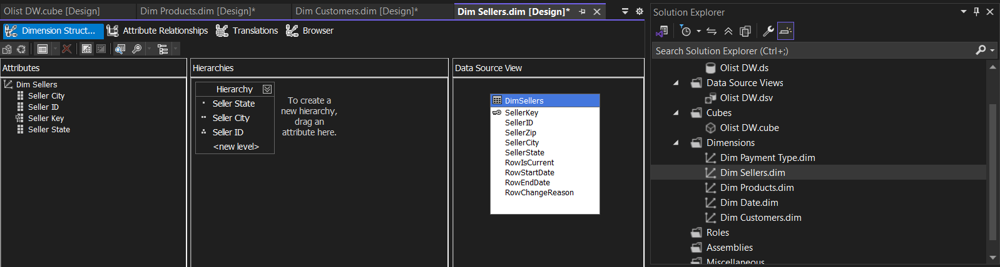 Olist DW.cube [Design]
Dim Products.dim [Design]*
Dim Customers.dim [Design]*
Dim Sellers.dim [Design]*
Dimension Struct...
Attribute Relationships
Translations
Browser
Attributes
Dim Sellers
Seller City
Seller ID
Seller Key
Seller State
Hierarchies
Hierarchy
Seller State
Seller City
Seller ID
<new level>
To create a
new hierarchy,
drag an
attribute here.
Data Source View
DimSellers
SellerKey
SellerID
SellerZip
SellerCity
SellerState
RowIsCurrent
RowStartDate
RowEndDate
RowChangeReason
Solution Explorer
Search Solution Explorer (Ctrl+;)
Olist DW.ds
Data Source Views
Olist DW.dsv
Cubes
Olist DW.cube
Dimensions
Dim Payment Type.dim
Dim Sellers.dim
Dim Products.dim
Dim Date.dim
Dim Customers.dim
Roles
Assemblies
Miscellaneous